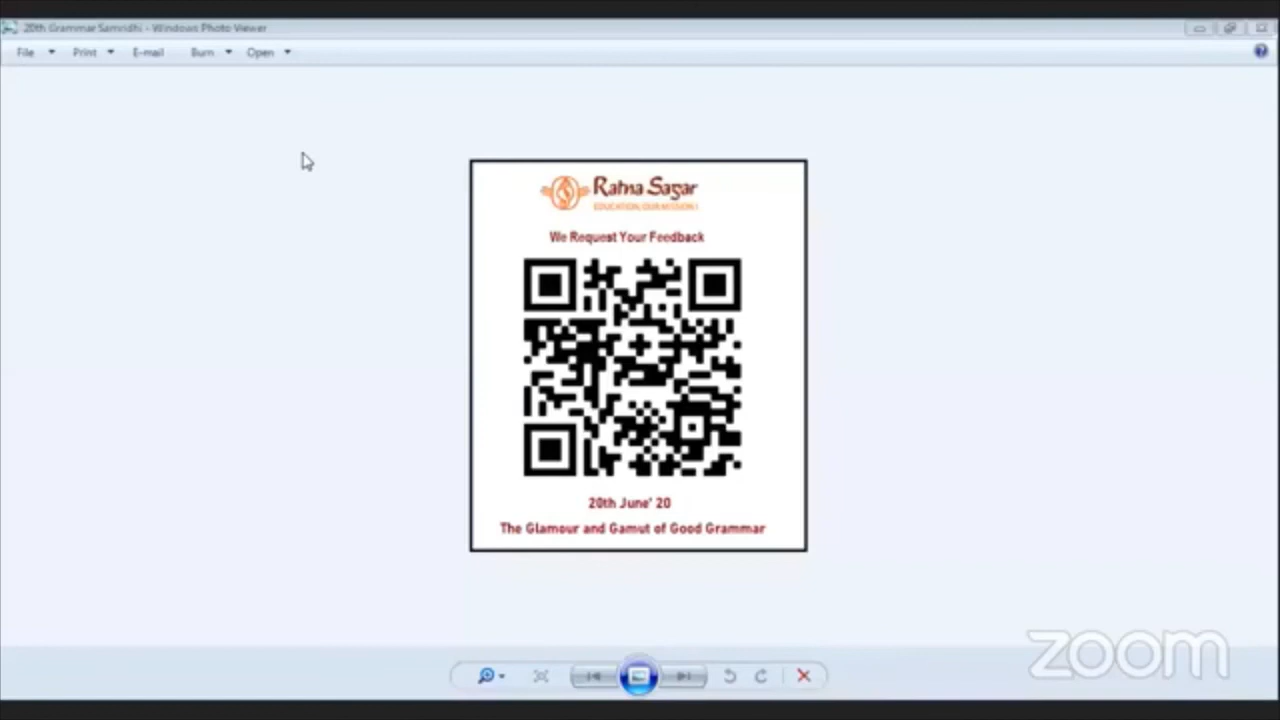 20th Grammar Samridhi - Windows Photo Viewer
File Print E-mail Burn Open
Ratna Sagar
EDUCATION, OUR MISSION !
We Request Your Feedback
20th June' 20
The Glamour and Gamut of Good Grammar
zoom